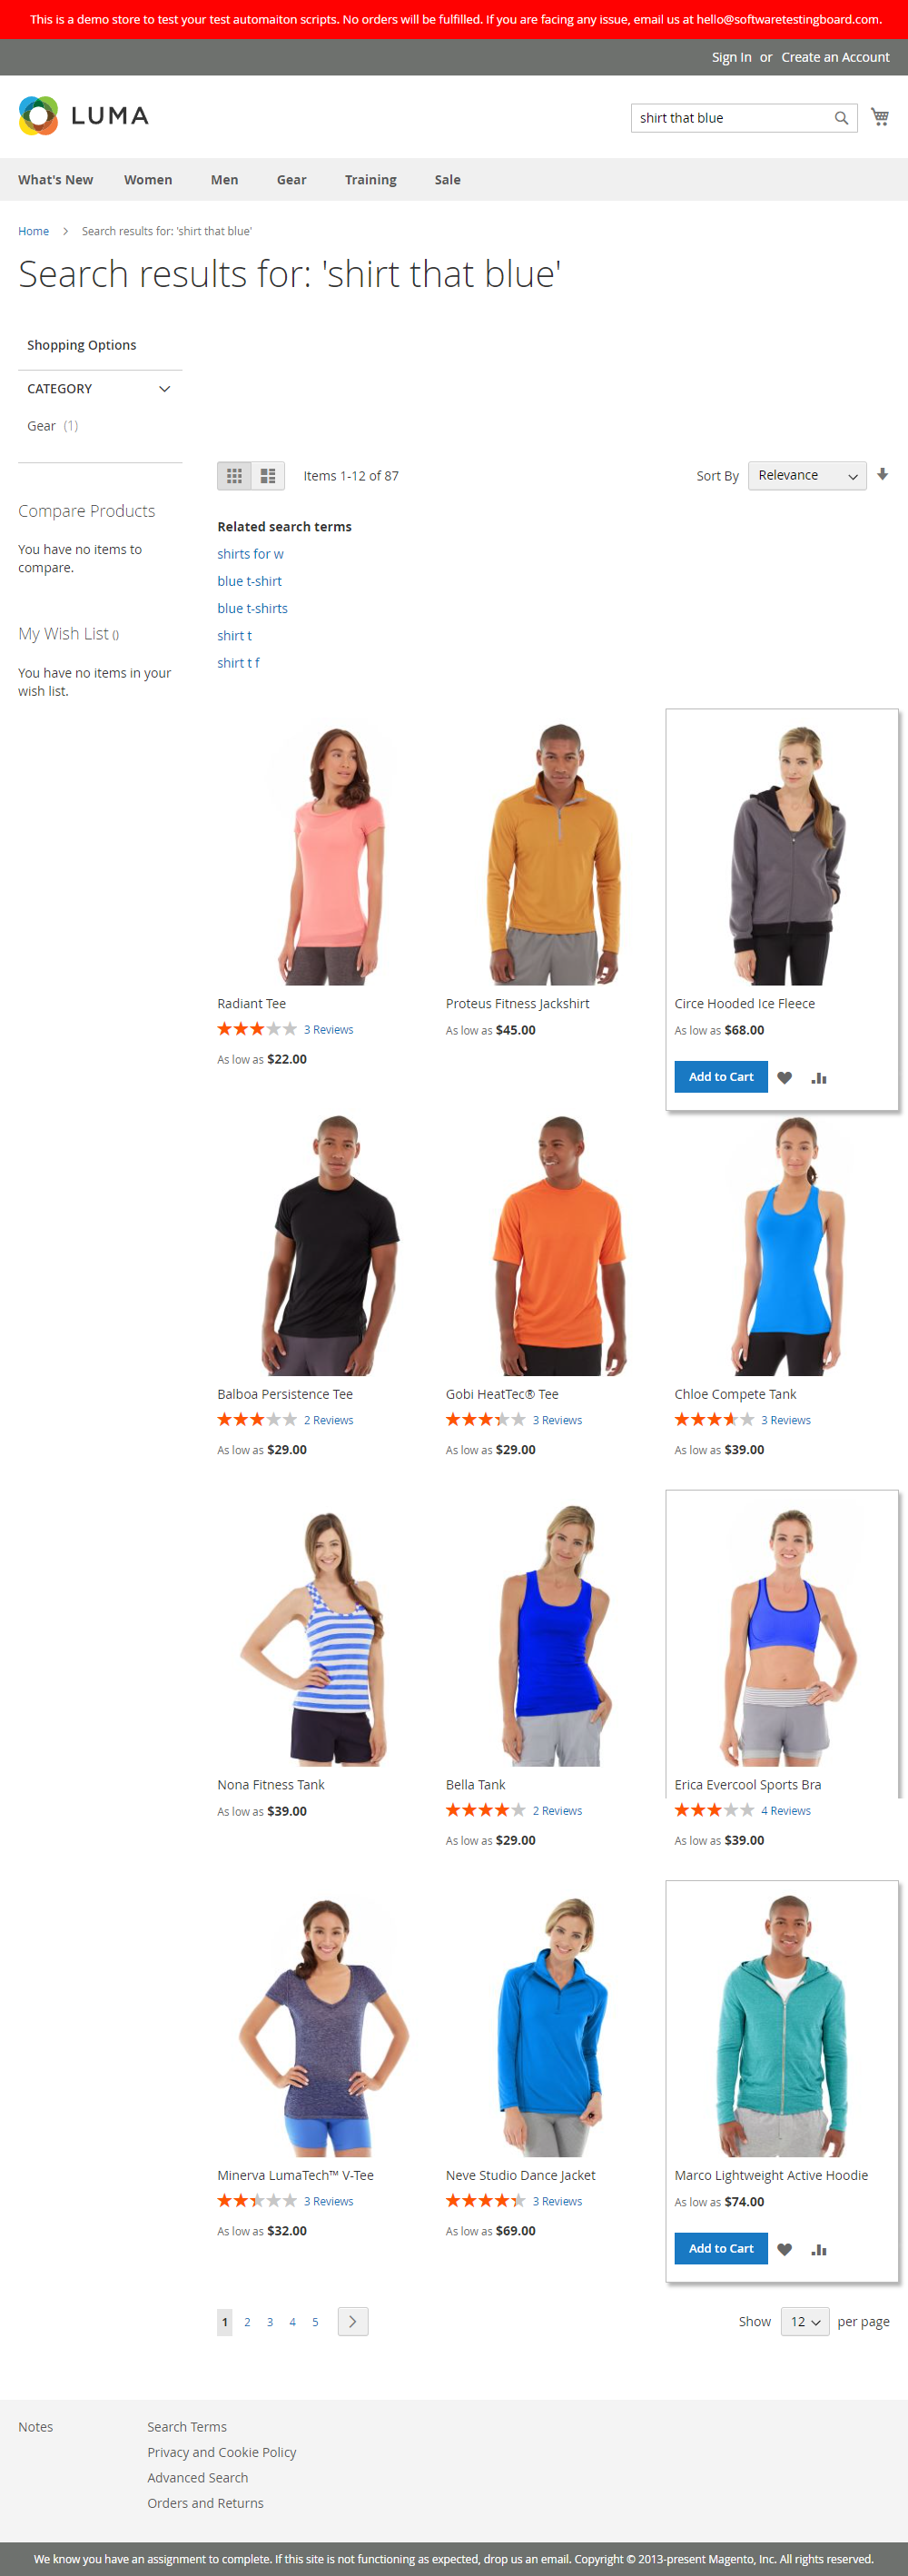 This is a demo store to test your test automaiton scripts. No orders will be fulfilled. If you are facing any issue, email us at hello@softwaretestingboard.com.
Sign In or Create an Account
LUMA
shirt that blue
What's New Women Men Gear Training Sale
Home > Search results for: 'shirt that blue'
Search results for: 'shirt that blue'
Shopping Options
CATEGORY
Gear (1)
Compare Products
You have no items to
compare.
My Wish List ()
You have no items in your
wish list.
Items 1-12 of 87
Sort By Relevance
Related search terms
shirts for w
blue t-shirt
blue t-shirts
shirt t
shirt t f
Radiant Tee
3 Reviews
As low as $22.00
Proteus Fitness Jackshirt
As low as $45.00
Circe Hooded Ice Fleece
As low as $68.00
Add to Cart
Balboa Persistence Tee
2 Reviews
As low as $29.00
Gobi HeatTec® Tee
3 Reviews
As low as $29.00
Chloe Compete Tank
3 Reviews
As low as $39.00
Nona Fitness Tank
As low as $39.00
Bella Tank
2 Reviews
As low as $29.00
Erica Evercool Sports Bra
4 Reviews
As low as $39.00
Minerva LumaTech™ V-Tee
3 Reviews
As low as $32.00
Neve Studio Dance Jacket
3 Reviews
As low as $69.00
Marco Lightweight Active Hoodie
As low as $74.00
Add to Cart
1 2 3 4 5
Show 12 per page
Notes
Search Terms
Privacy and Cookie Policy
Advanced Search
Orders and Returns
We know you have an assignment to complete. If this site is not functioning as expected, drop us an email. Copyright © 2013-present Magento, Inc. All rights reserved.